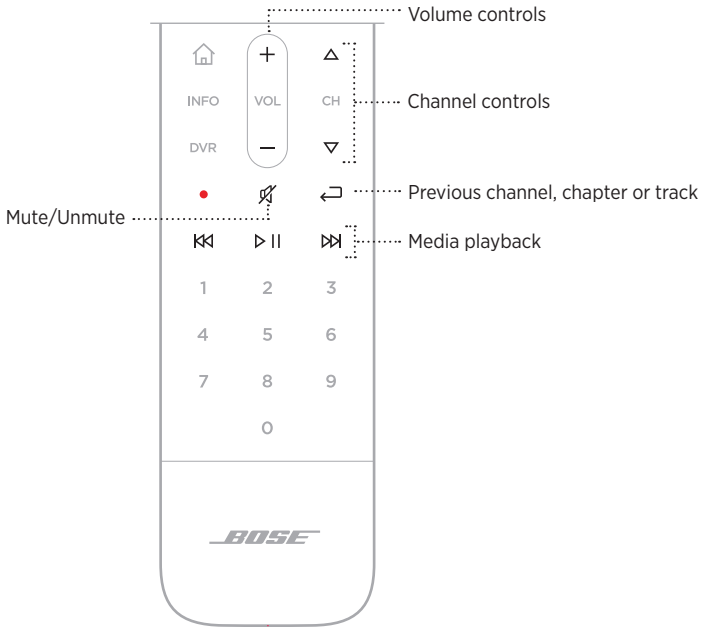 Volume controls
INFO VOL CH
Channel controls
DVR
Previous channel, chapter or track
Mute/Unmute
Media playback
1 2 3
4 5 6
7 8 9
0
BOSE